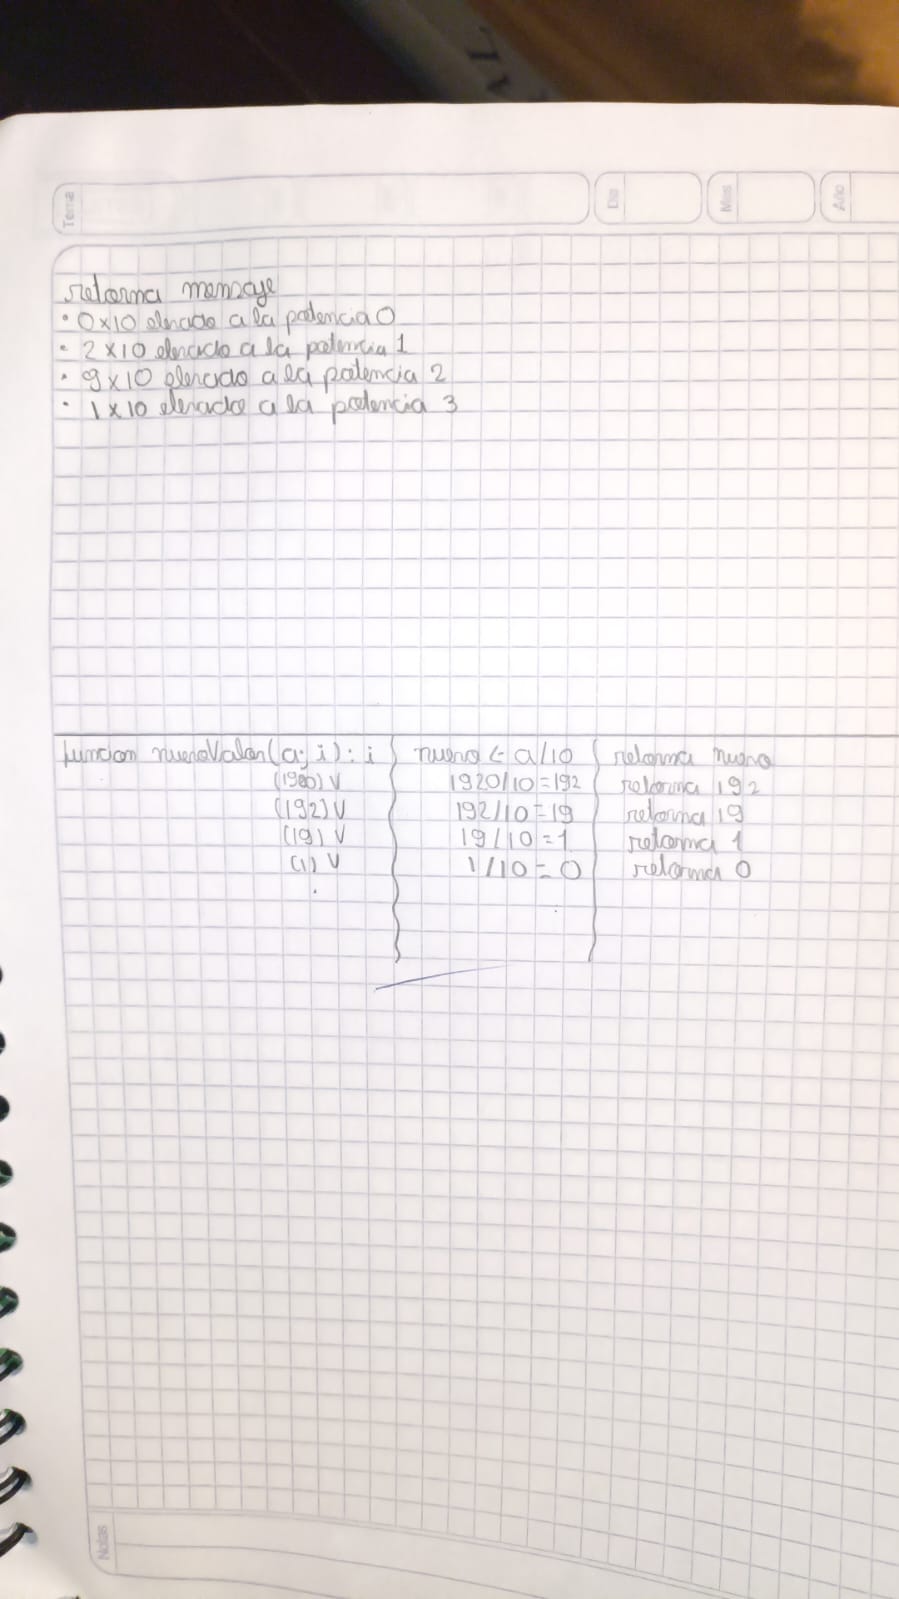 AL
Tema
Día
Mes
Año
retorna mensaje
• 0x10 elevado a la potencia 0
• 2x10 elevado a la potencia 1
• 9x10 elevado a la potencia 2
• 1x10 elevado a la potencia 3
funcion nuevoValor(a; i): i nuevo ← a/10 retorna nuevo
(1920) V 1920/10=192 retorna 192
(192) V 192/10=19 retorna 19
(19) V 19/10=1 retorna 1
(1) V 1/10=0 retorna 0
Notas